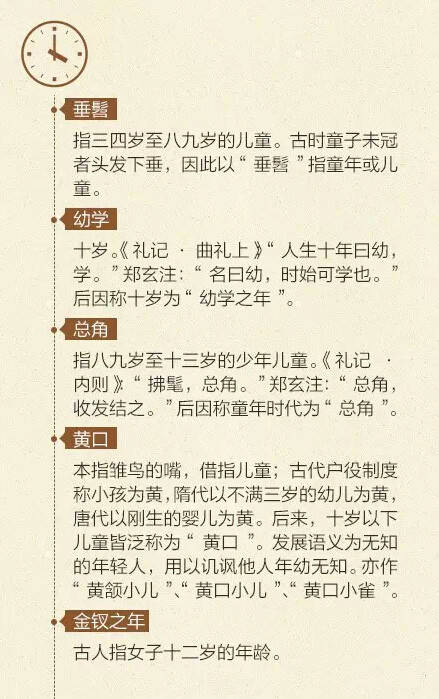 垂髫
指三四岁至八九岁的儿童。古时童子未冠
者头发下垂，因此以“垂髫”指童年或儿
童。
幼学
十岁。《礼记 · 曲礼上》“人生十年曰幼，
学。”郑玄注：“名曰幼，时始可学也。”
后因称十岁为“幼学之年”。
总角
指八九岁至十三岁的少年儿童。《礼记 ·
内则》：“拂髦，总角。”郑玄注：“总角，
收发结之。”后因称童年时代为“总角”。
黄口
本指雏鸟的嘴，借指儿童；古代户役制度
称小孩为黄，隋代以不满三岁的幼儿为黄，
唐代以刚生的婴儿为黄。后来，十岁以下
儿童皆泛称为“黄口”。发展语义为无知
的年轻人，用以讥讽他人年幼无知。亦作
“黄颔小儿”、“黄口小儿”、“黄口小雀”。
金钗之年
古人指女子十二岁的年龄。